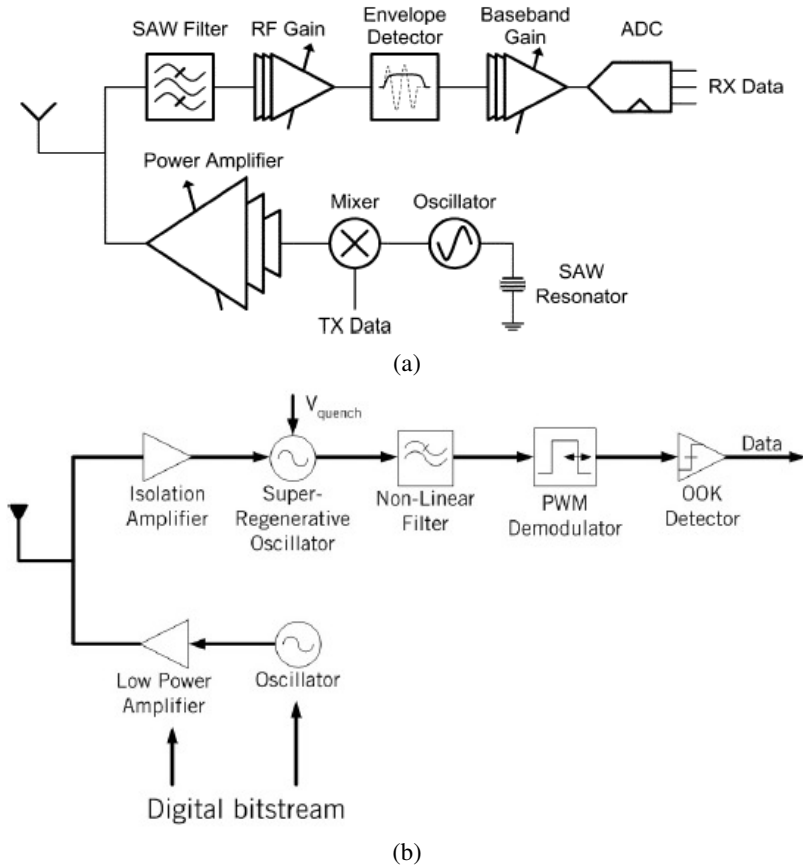 SAW Filter
RF Gain
Envelope
Detector
Baseband
Gain
ADC
RX Data
Power Amplifier
Mixer
Oscillator
SAW
Resonator
TX Data
(a)
Vquench
Isolation
Amplifier
Super-
Regenerative
Oscillator
Non-Linear
Filter
PWM
Demodulator
OOK
Detector
Data
Low Power
Amplifier
Oscillator
Digital bitstream
(b)